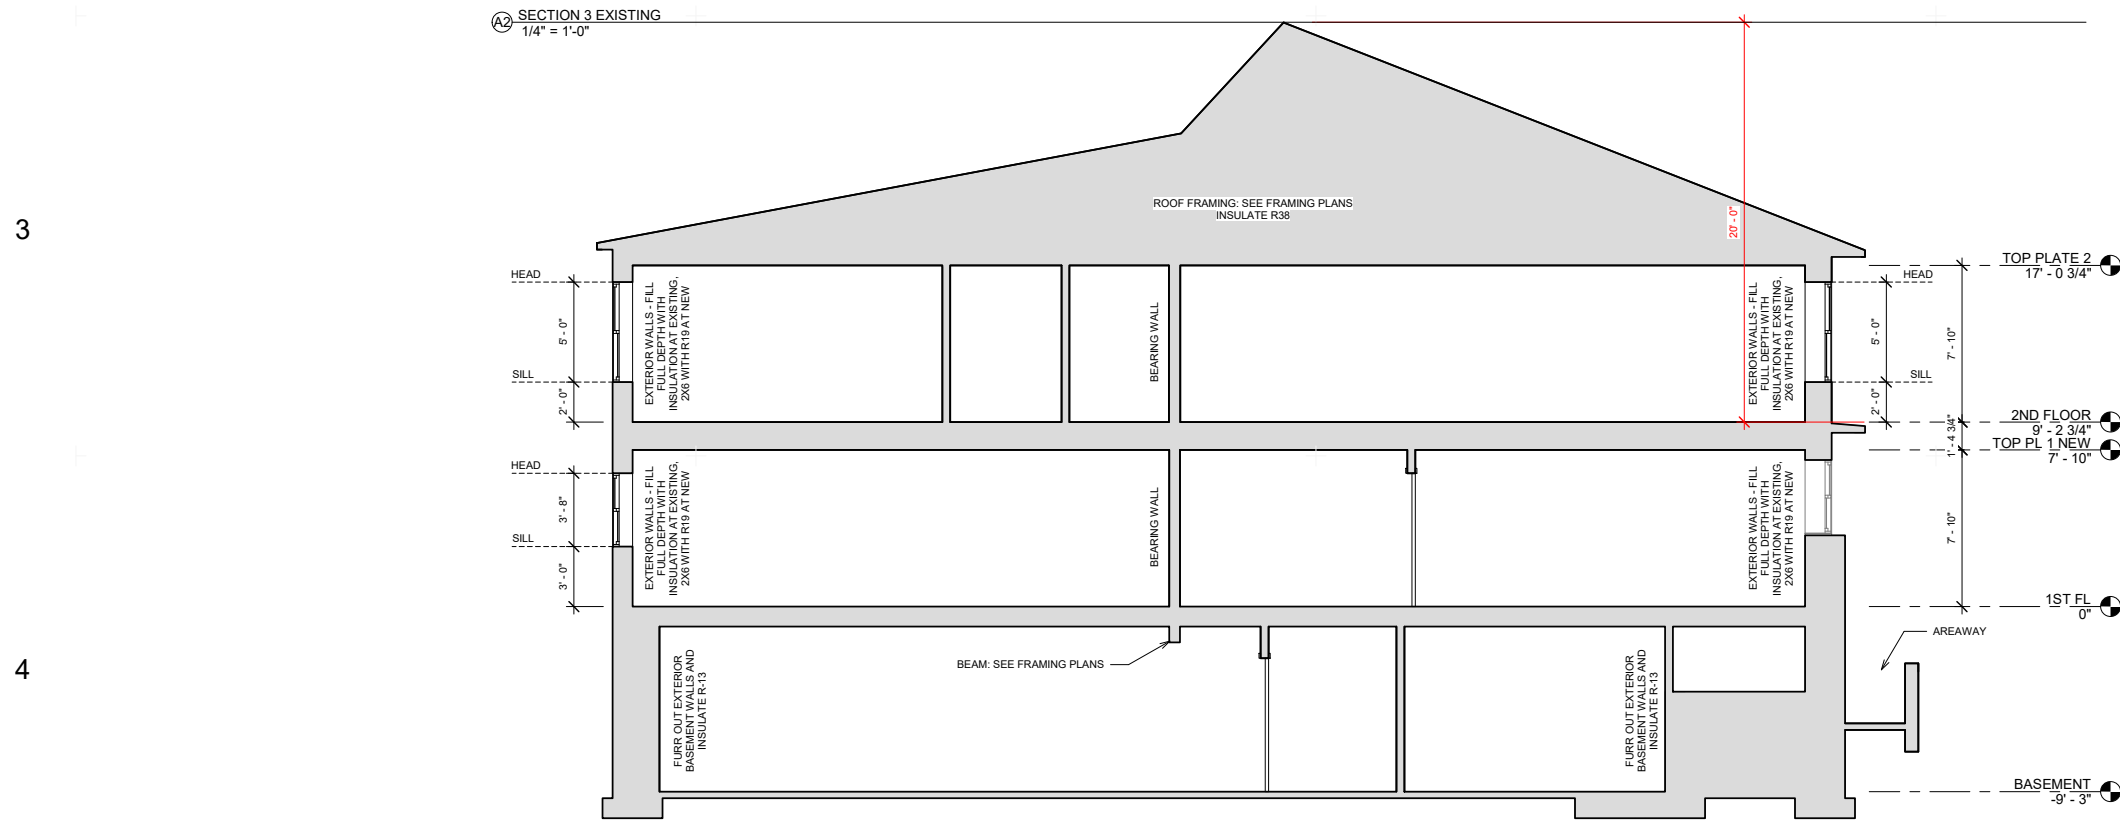 A2 SECTION 3 EXISTING
1/4" = 1'-0"
3
ROOF FRAMING: SEE FRAMING PLANS
INSULATE R38
20' - 0"
TOP PLATE 2
17' - 0 3/4"
HEAD
HEAD
5' - 0"
EXTERIOR WALLS - FILL
FULL DEPTH WITH
INSULATION AT EXISTING,
2X6 WITH R19 AT NEW
BEARING WALL
EXTERIOR WALLS - FILL
FULL DEPTH WITH
INSULATION AT EXISTING,
2X6 WITH R19 AT NEW
5' - 0"
7' - 10"
SILL
SILL
2' - 0"
2' - 0"
2ND FLOOR
9' - 2 3/4"
1' - 4 3/4"
TOP PL 1 NEW
7' - 10"
HEAD
3' - 8"
EXTERIOR WALLS - FILL
FULL DEPTH WITH
INSULATION AT EXISTING,
2X6 WITH R19 AT NEW
BEARING WALL
EXTERIOR WALLS - FILL
FULL DEPTH WITH
INSULATION AT EXISTING,
2X6 WITH R19 AT NEW
7' - 10"
SILL
3' - 0"
1ST FL
0"
AREAWAY
4
BEAM: SEE FRAMING PLANS
FURR OUT EXTERIOR
BASEMENT WALLS AND
INSULATE R-13
FURR OUT EXTERIOR
BASEMENT WALLS AND
INSULATE R-13
BASEMENT
-9' - 3"